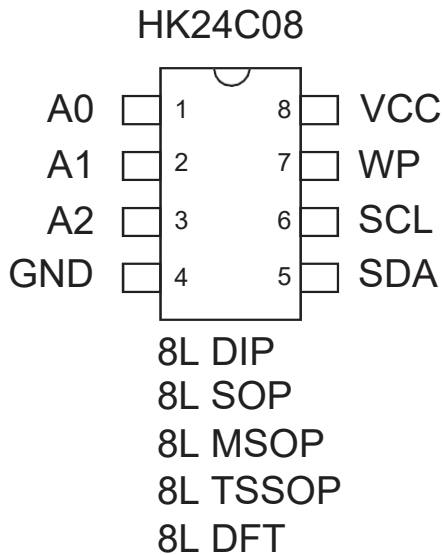 HK24C08
A0 1 8 VCC
A1 2 7 WP
A2 3 6 SCL
GND 4 5 SDA
8L DIP
8L SOP
8L MSOP
8L TSSOP
8L DFT